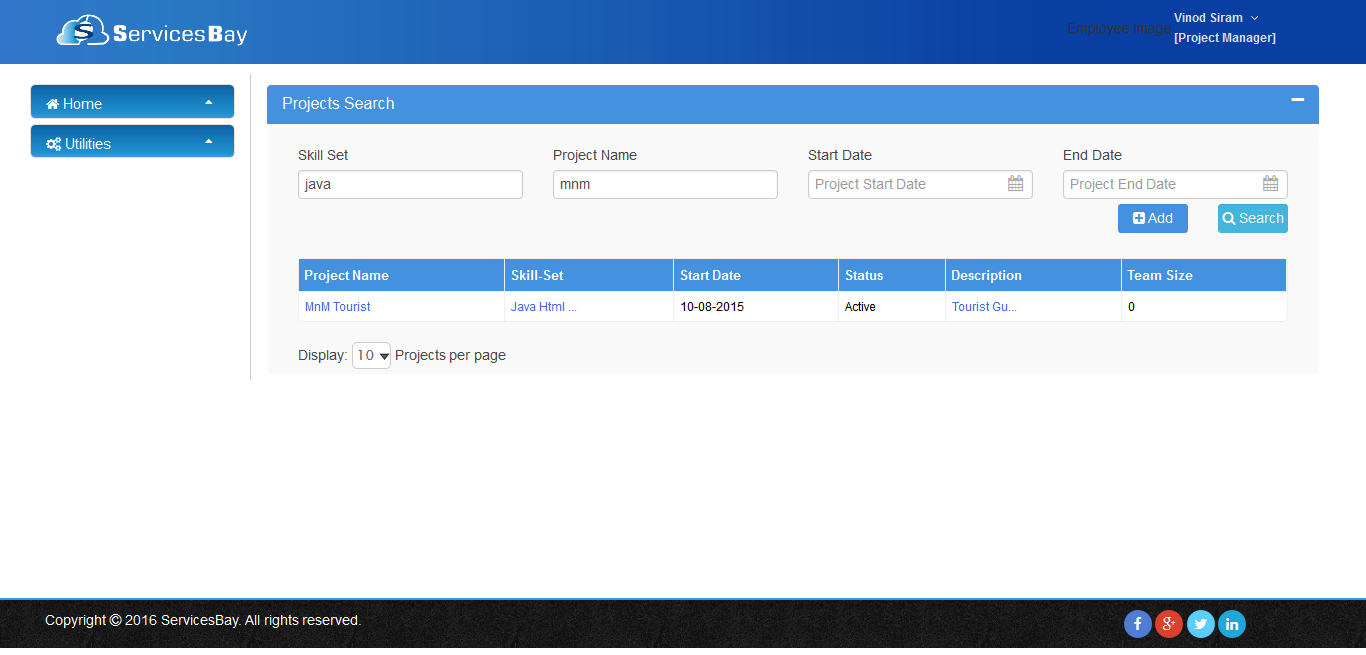 ServicesBay
Employee Image
Vinod Siram
[Project Manager]
Home
Utilities
Projects Search
Skill Set Project Name Start Date End Date
java mnm Project Start Date Project End Date
Add Search
Project Name Skill-Set Start Date Status Description Team Size
MnM Tourist Java Html ... 10-08-2015 Active Tourist Gu... 0
Display: 10 Projects per page
Copyright © 2016 ServicesBay. All rights reserved.